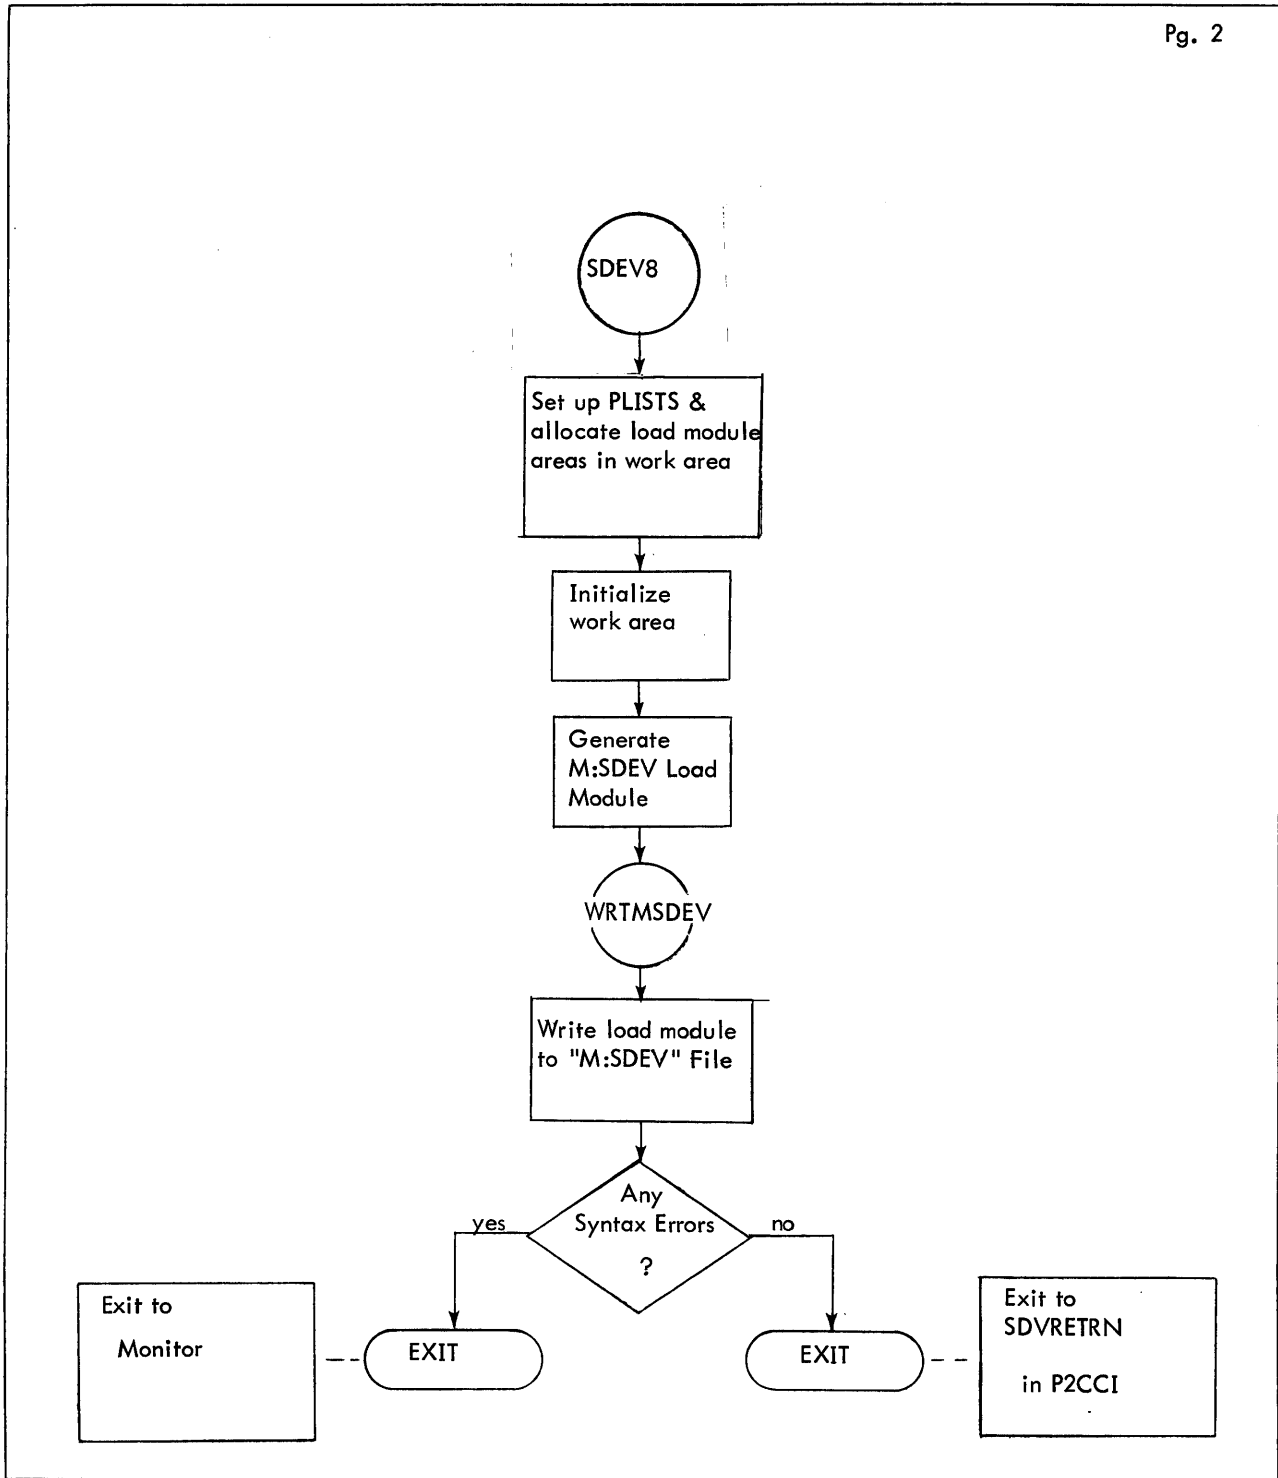 Pg. 2
SDEV8
Set up PLISTS &
allocate load module
areas in work area
Initialize
work area
Generate
M:SDEV Load
Module
WRTMSDEV
Write load module
to "M:SDEV" File
Any
Syntax Errors
?
yes
no
Exit to
Monitor
EXIT
EXIT
Exit to
SDVRETRN
in P2CCI